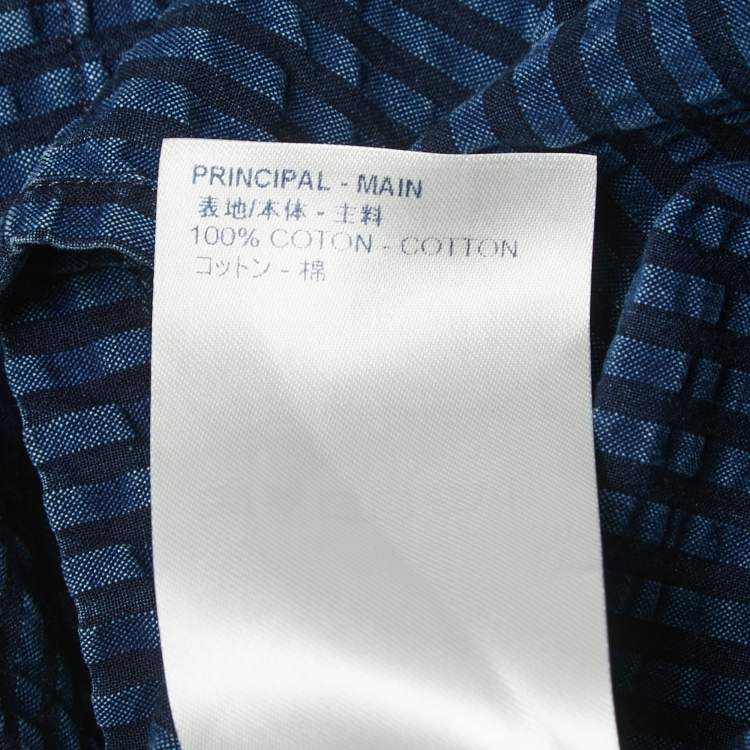 PRINCIPAL - MAIN
表地/本体 - 主料
100% COTON - COTTON
コットン - 棉